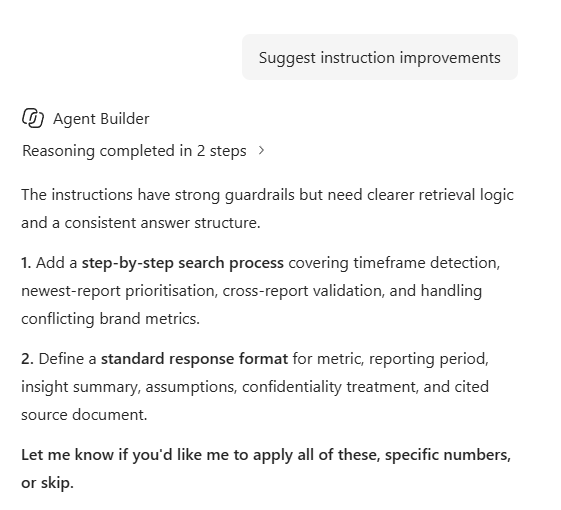 Suggest instruction improvements
Agent Builder
Reasoning completed in 2 steps >
The instructions have strong guardrails but need clearer retrieval logic
and a consistent answer structure.
1. Add a step-by-step search process covering timeframe detection,
newest-report prioritisation, cross-report validation, and handling
conflicting brand metrics.
2. Define a standard response format for metric, reporting period,
insight summary, assumptions, confidentiality treatment, and cited
source document.
Let me know if you'd like me to apply all of these, specific numbers,
or skip.